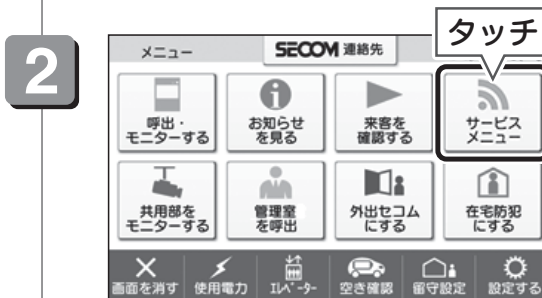 2
タッチ
メニュー
SECOM 連絡先
呼出・
モニターする
お知らせ
を見る
来客を
確認する
サービス
メニュー
共用部を
モニターする
管理室
を呼出
外出セコム
にする
在宅防犯
にする
画面を消す
使用電力
エレベーター
空き確認
留守設定
設定する